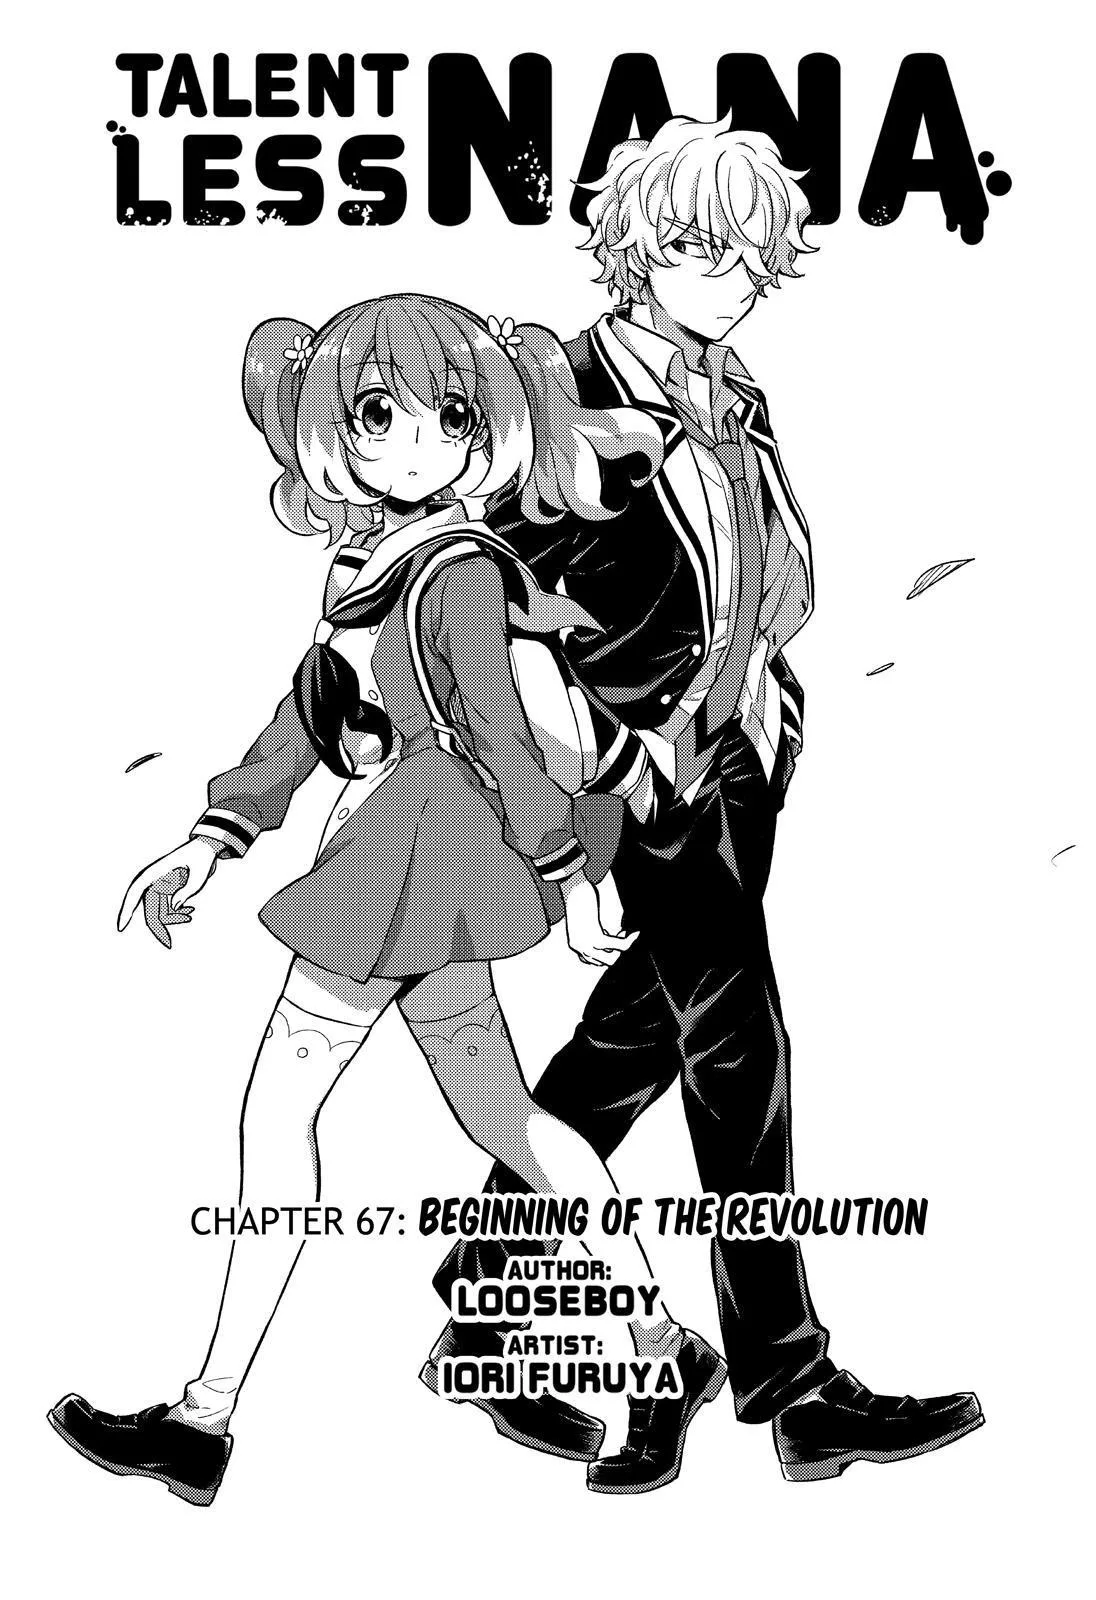 TALENT
LESS NANA
CHAPTER 67: BEGINNING OF THE REVOLUTION
AUTHOR:
LOOSEBOY
ARTIST:
IORI FURUYA